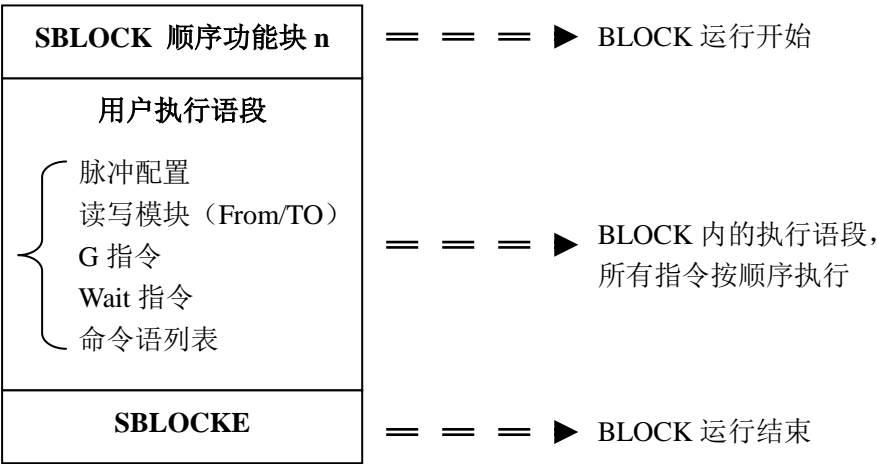 SBLOCK 顺序功能块 n
BLOCK 运行开始
用户执行语段
脉冲配置
读写模块（From/TO）
G 指令
Wait 指令
命令语列表
BLOCK 内的执行语段，
所有指令按顺序执行
SBLOCKE
BLOCK 运行结束